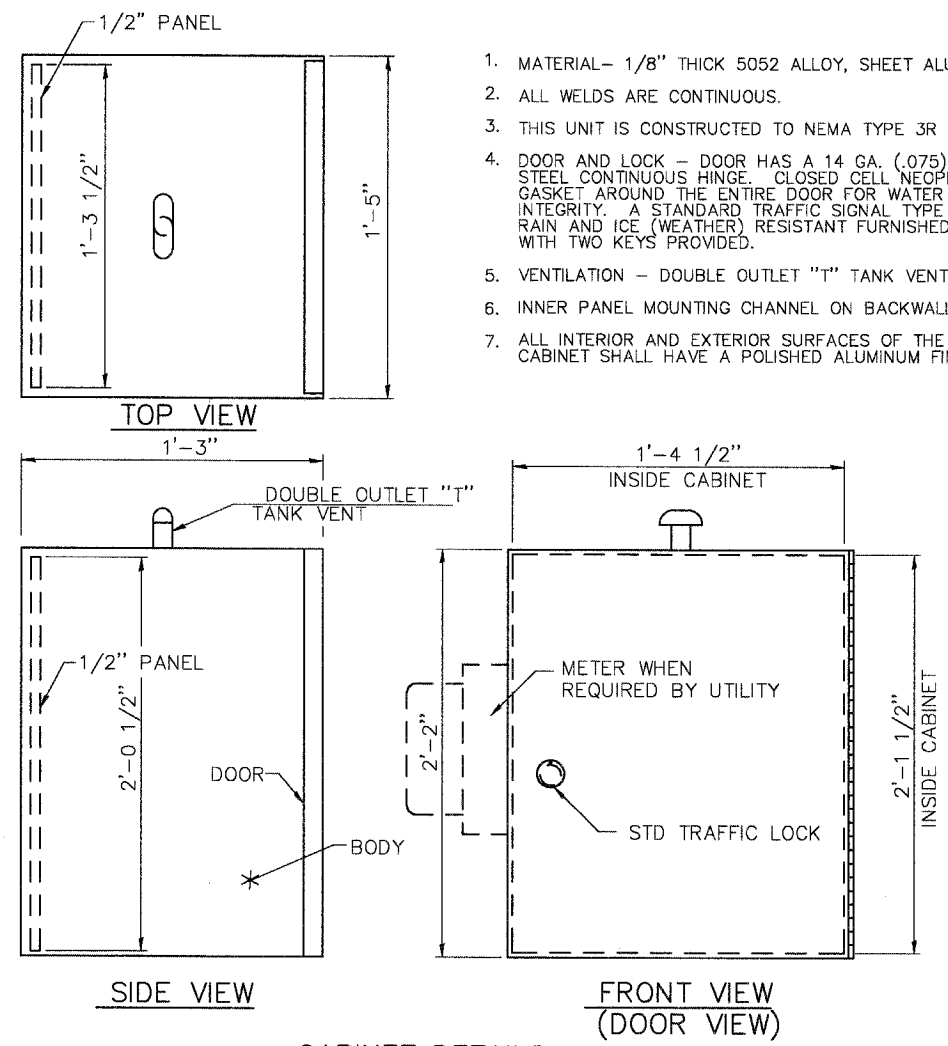 1/2" PANEL
1'-3 1/2"
1'-5"
TOP VIEW
1. MATERIAL- 1/8" THICK 5052 ALLOY, SHEET
2. ALL WELDS ARE CONTINUOUS.
3. THIS UNIT IS CONSTRUCTED TO NEMA TYPE 3R
4. DOOR AND LOCK - DOOR HAS A 14 GA. (.075)
STEEL CONTINUOUS HINGE. CLOSED CELL
GASKET AROUND THE ENTIRE DOOR FOR WATER
INTEGRITY. A STANDARD TRAFFIC SIGNAL TYPE
RAIN AND ICE (WEATHER) RESISTANT FURNISHED
WITH TWO KEYS PROVIDED.
5. VENTILATION - DOUBLE OUTLET "T" TANK VENT
6. INNER PANEL MOUNTING CHANNEL ON
7. ALL INTERIOR AND EXTERIOR SURFACES OF THE
CABINET SHALL HAVE A POLISHED ALUMINUM
1'-3"
DOUBLE OUTLET "T"
TANK VENT
1/2" PANEL
2'-0 1/2"
DOOR
BODY
SIDE VIEW
1'-4 1/2"
INSIDE CABINET
METER WHEN
REQUIRED BY UTILITY
2'-2"
STD TRAFFIC LOCK
2'-1 1/2"
INSIDE CABINET
FRONT VIEW
(DOOR VIEW)